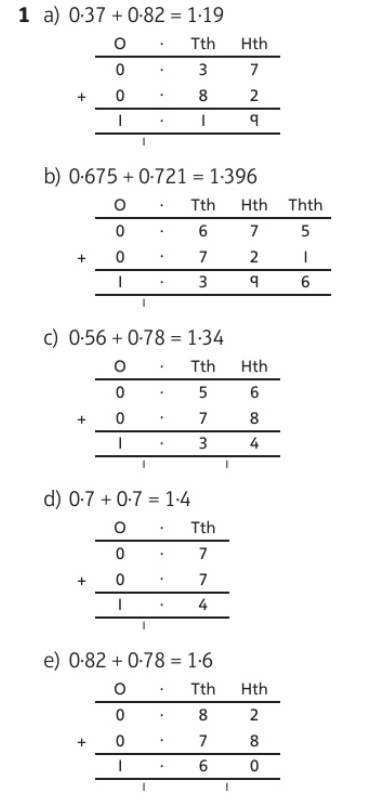 1 a) 0·37 + 0·82 = 1·19
O · Tth Hth
0 · 3 7
+ 0 · 8 2
1 · 1 9
1
b) 0·675 + 0·721 = 1·396
O · Tth Hth Thth
0 · 6 7 5
+ 0 · 7 2 1
1 · 3 9 6
1
c) 0·56 + 0·78 = 1·34
O · Tth Hth
0 · 5 6
+ 0 · 7 8
1 · 3 4
1 1
d) 0·7 + 0·7 = 1·4
O · Tth
0 · 7
+ 0 · 7
1 · 4
1
e) 0·82 + 0·78 = 1·6
O · Tth Hth
0 · 8 2
+ 0 · 7 8
1 · 6 0
1 1